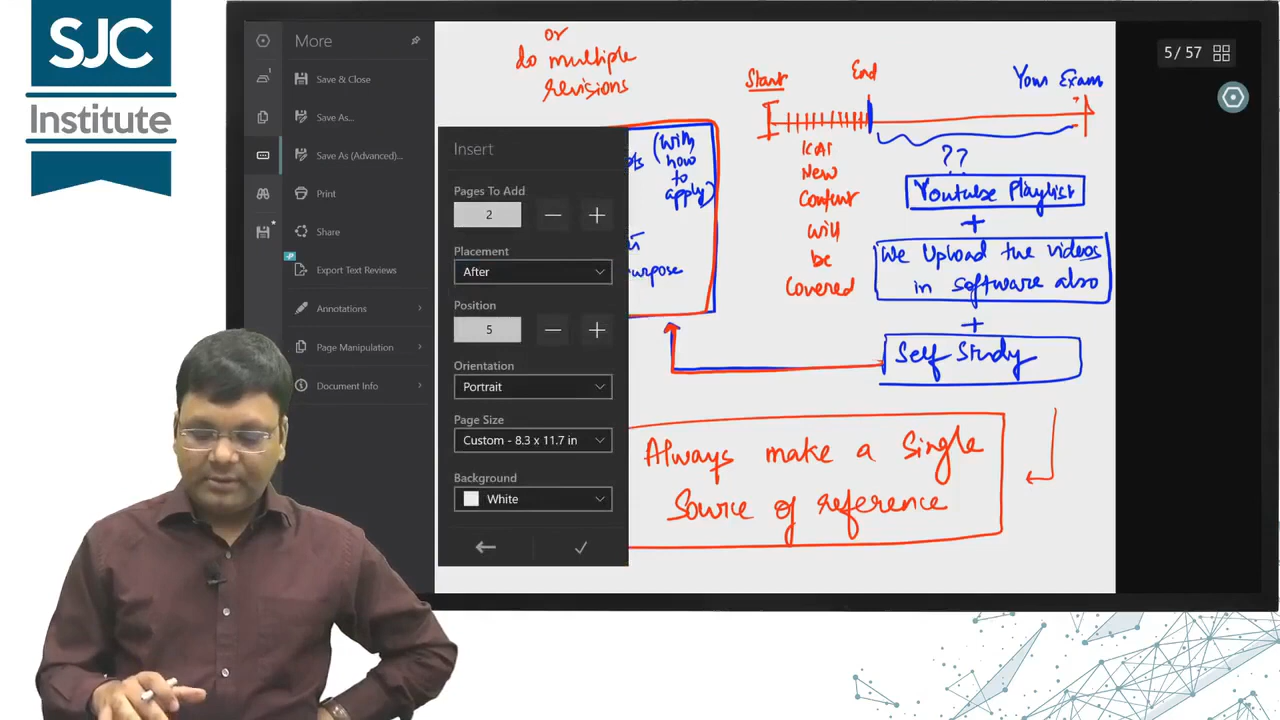 SJC
Institute
More
Save & Close
Save As...
Save As (Advanced)...
Print
Share
Export Text Reviews
Annotations
Page Manipulation
Document Info
Insert
Pages To Add
2
Placement
After
Position
5
Orientation
Portrait
Page Size
Custom - 8.3 x 11.7 in
Background
White
or
do multiple
revisions
(with
how
to
apply)
urpose
Start
End
Your Exam
ICAI
New
Content
will
be
Covered
??
Youtube Playlist
+
We Upload the videos
in software also
+
Self Study
Always make a Single
Source of reference
5 / 57